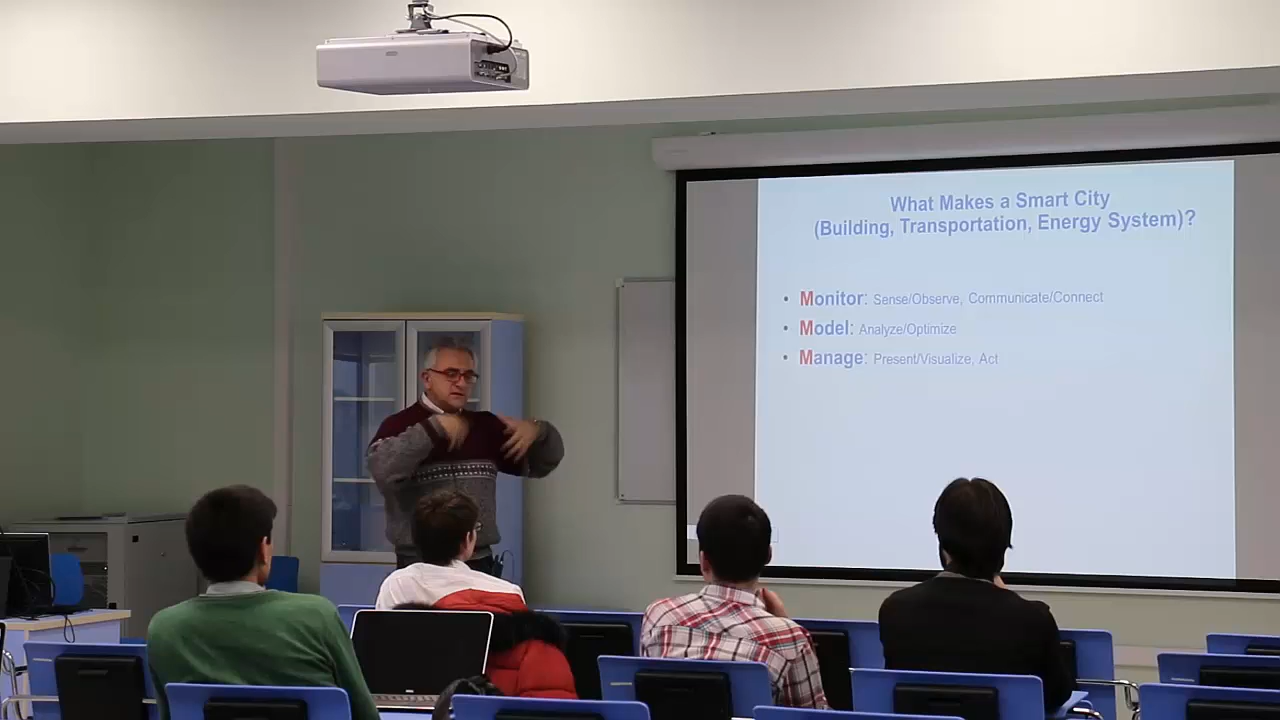 What Makes a Smart City
(Building, Transportation, Energy System)?
• Monitor: Sense/Observe, Communicate/Connect
• Model: Analyze/Optimize
• Manage: Present/Visualize, Act